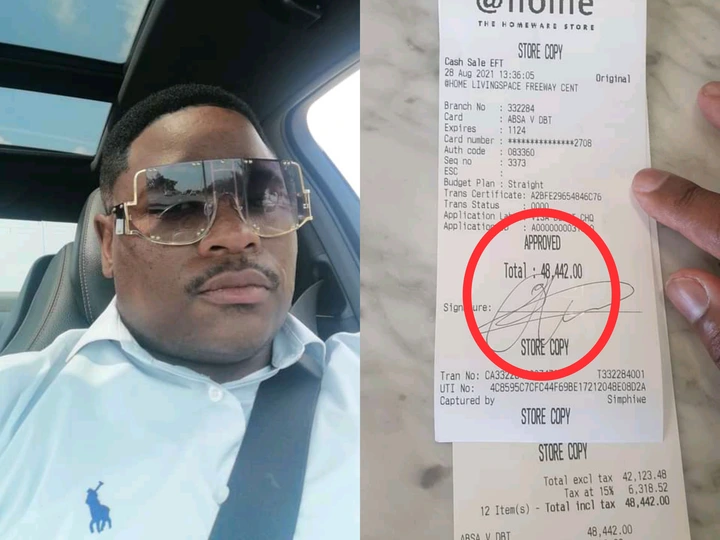 @home
THE HOMEWARE STORE
STORE COPY
Cash Sale EFT
28 Aug 2021 13:36:05 Original
@HOME LIVINGSPACE FREEWAY CENT
Branch No : 332284
Card : ABSA V DBT
Expires : 1124
Card number : ***************2708
Auth code : 083360
Seq no : 3373
ESC :
Budget Plan : Straight
Trans Certificate: A2BFE29654846C76
Trans Status : 0000
Application CHQ
Application
APPROVED
Total : 48,442.00
Signature:
STORE COPY
Tran No: T332284001
UTI No: 4C8595C7CFC44F69BE17212048E08D2A
Captured by Simphiwe
STORE COPY
STORE COPY
Total excl tax 42,123.48
Tax at 15% 6,318.52
12 Item(s) - Total incl tax 48,442.00
ABSA V DBT 48,442.00